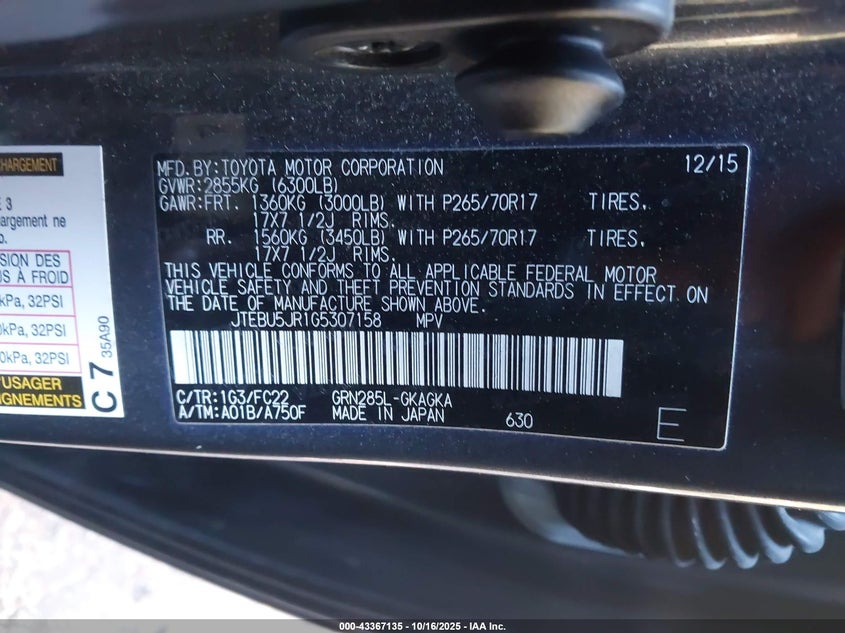 CHARGEMENT
E 3
chargement ne
o.
SION DES
US À FROID
kPa, 32PSI
0kPa, 32PSI
0kPa, 32PSI
'USAGER
GNEMENTS
C 7 35A90
MFD.BY:TOYOTA MOTOR CORPORATION 12/15
GVWR:2855KG (6300LB)
GAWR:FRT. 1360KG (3000LB) WITH P265/70R17 TIRES,
17X7 1/2J RIMS.
RR. 1560KG (3450LB) WITH P265/70R17 TIRES,
17X7 1/2J RIMS.
THIS VEHICLE CONFORMS TO ALL APPLICABLE FEDERAL MOTOR
VEHICLE SAFETY AND THEFT PREVENTION STANDARDS IN EFFECT ON
THE DATE OF MANUFACTURE SHOWN ABOVE.
JTEBU5JR1G5307158 MPV
C/TR:1G3/FC22 GRN285L-GKAGKA
A/TM:A01B/A750F MADE IN JAPAN 630 E
000-43367135 - 10/16/2025 - IAA Inc.